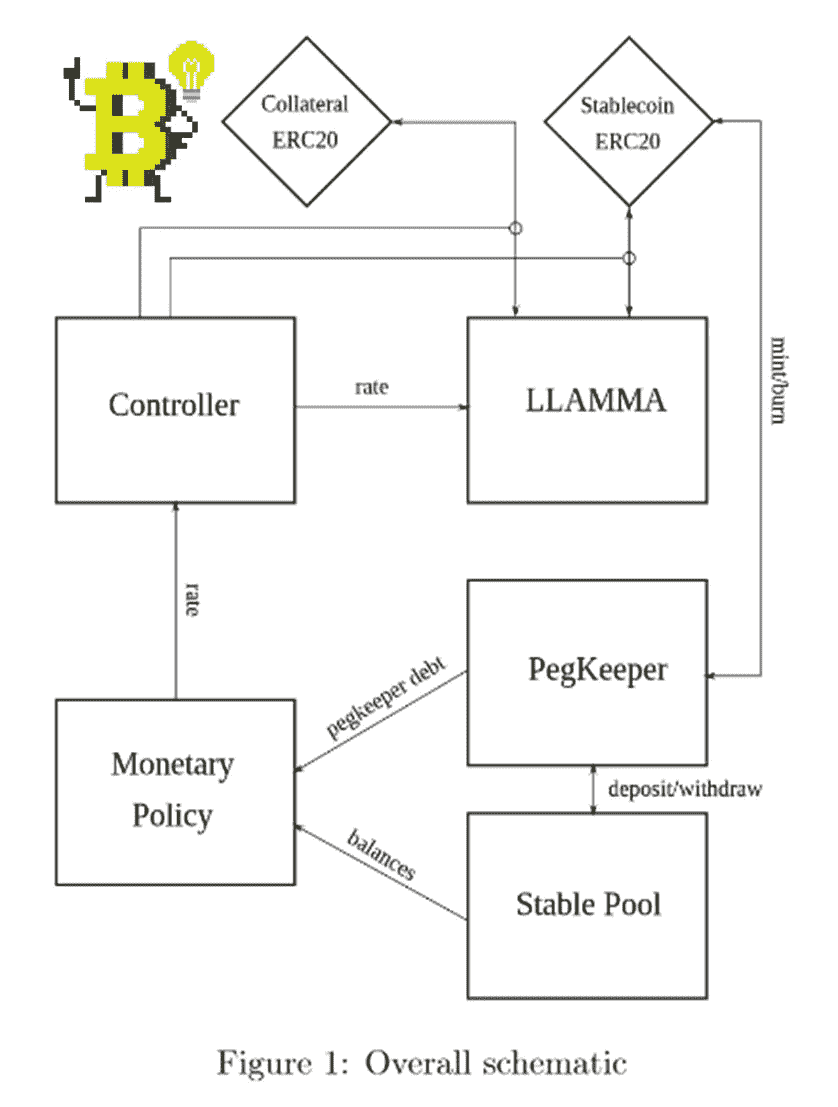 Collateral
ERC20
Stablecoin
ERC20
Controller
rate
LLAMMA
mint/burn
rate
pegkeeper debt
PegKeeper
Monetary
Policy
deposit/withdraw
balances
Stable Pool
Figure 1: Overall schematic